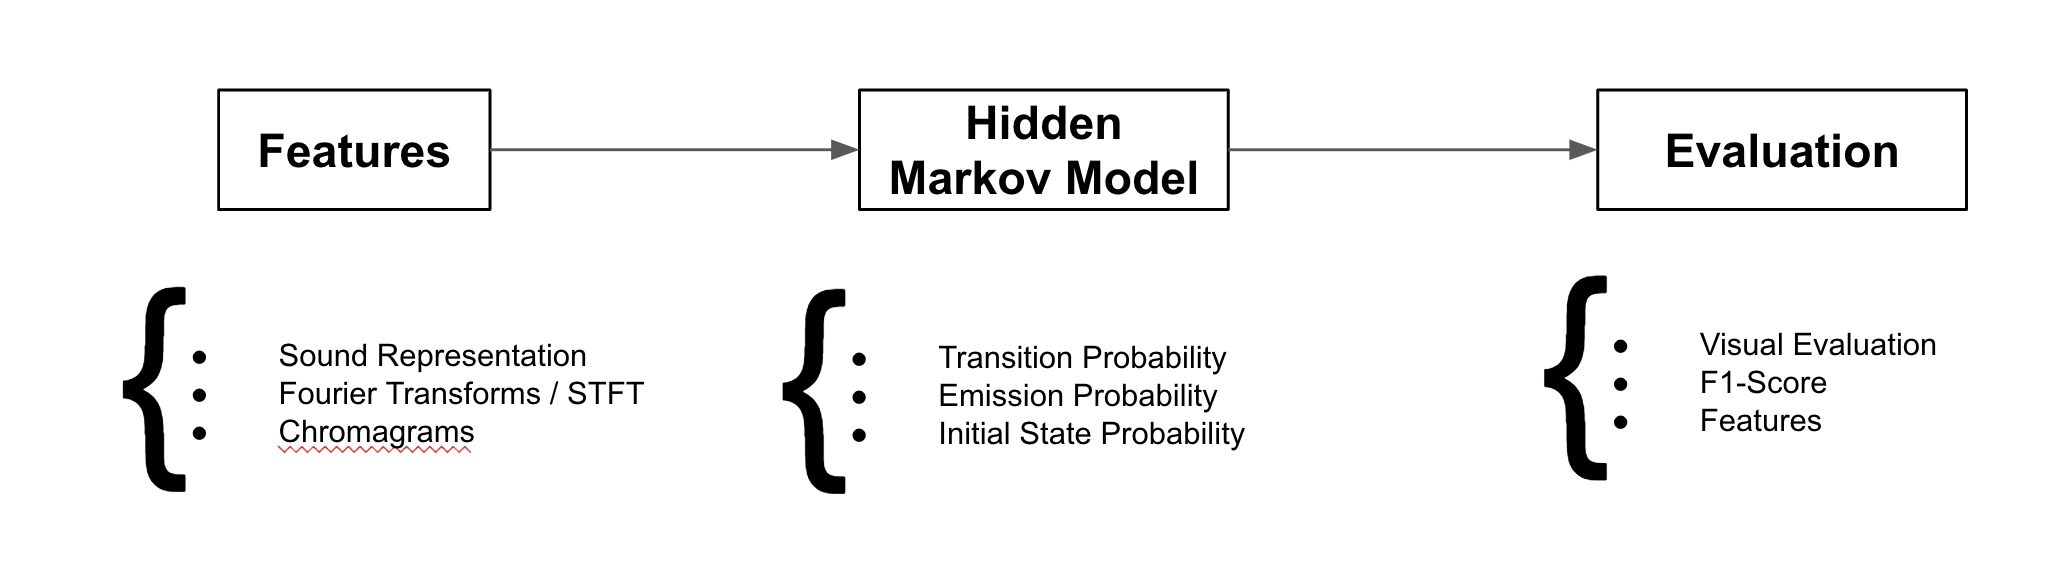 Features
Hidden
Markov Model
Evaluation
Sound Representation
Fourier Transforms / STFT
Chromagrams
Transition Probability
Emission Probability
Initial State Probability
Visual Evaluation
F1-Score
Features